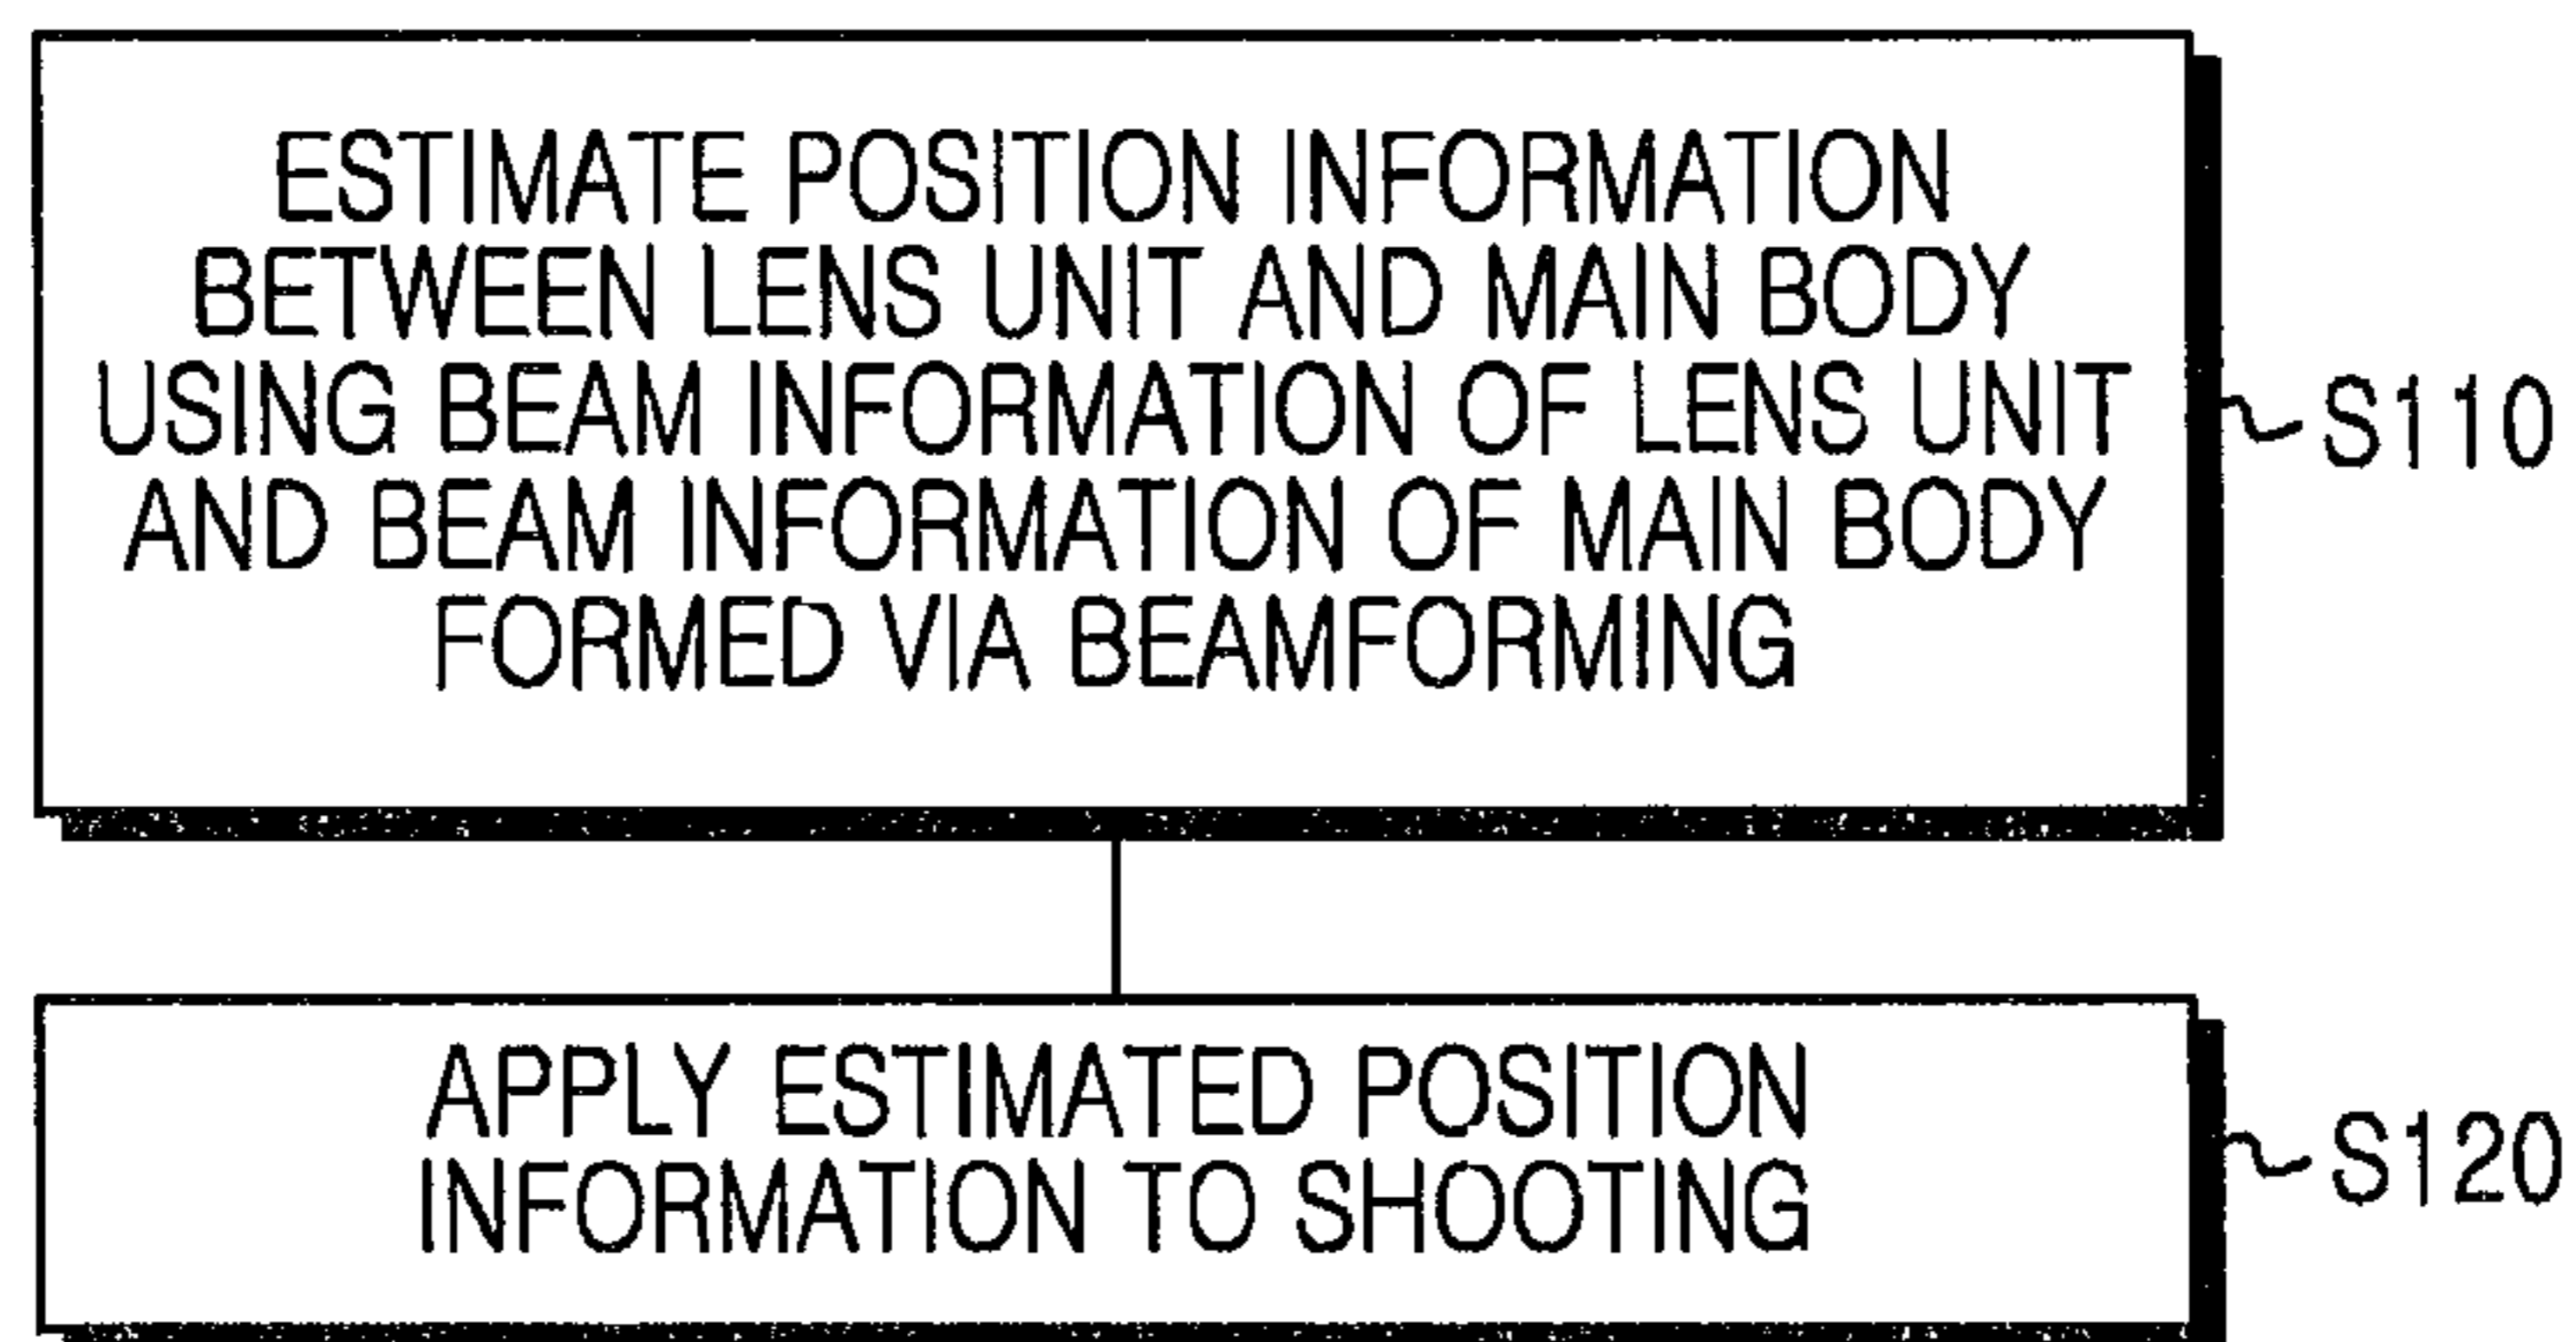 ESTIMATE POSITION INFORMATION
BETWEEN LENS UNIT AND MAIN BODY
USING BEAM INFORMATION OF LENS UNIT
AND BEAM INFORMATION OF MAIN BODY
FORMED VIA BEAMFORMING
S110
APPLY ESTIMATED POSITION
INFORMATION TO SHOOTING
S120